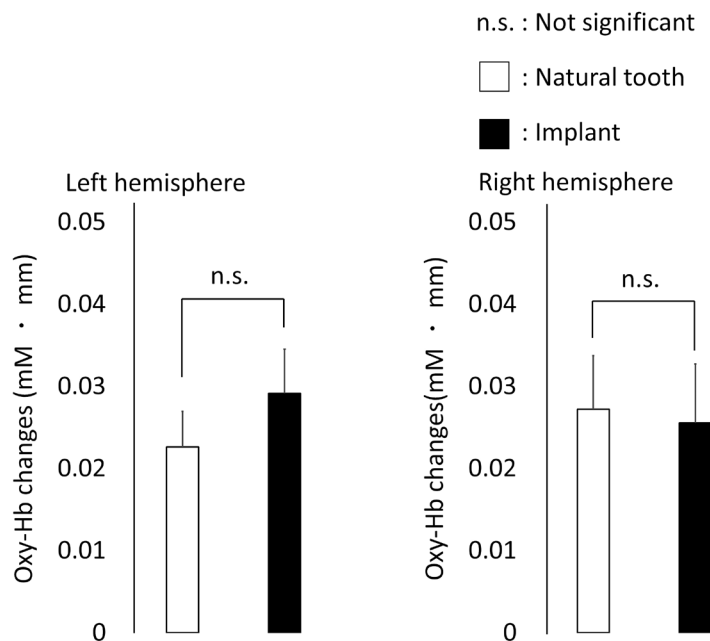 n.s. : Not significant
: Natural tooth
: Implant
Left hemisphere
Oxy-Hb changes (mM ・ mm)
0.05
0.04
0.03
0.02
0.01
0
n.s.
Right hemisphere
Oxy-Hb changes(mM ・ mm)
0.05
0.04
0.03
0.02
0.01
0
n.s.